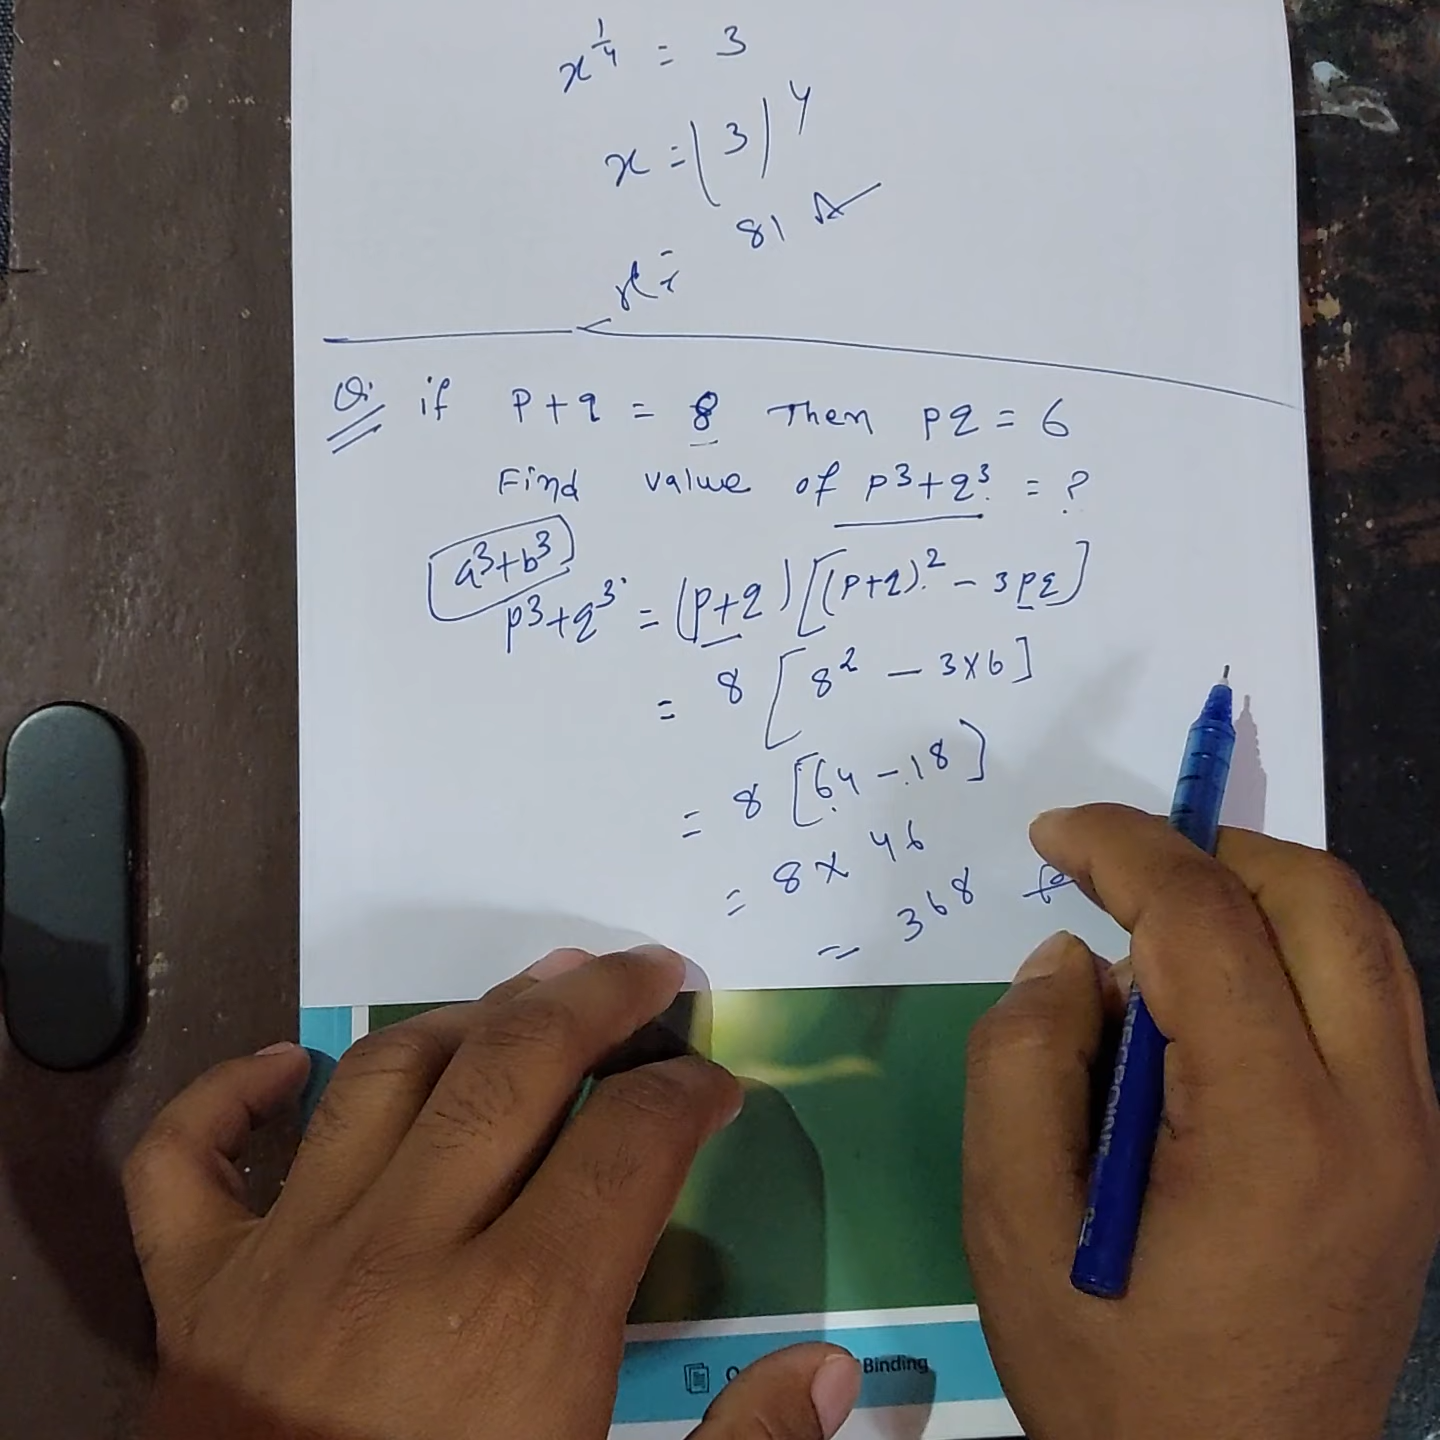 x^1/4 = 3
x = (3)^4
x = 81
Q: if p+q = 8 Then pq = 6
Find value of p³+q³ = ?
a³+b³
p³+q³ = (p+q)[(p+q)² - 3pq]
= 8[8² - 3×6]
= 8[64 - 18]
= 8×46
= 368
Binding